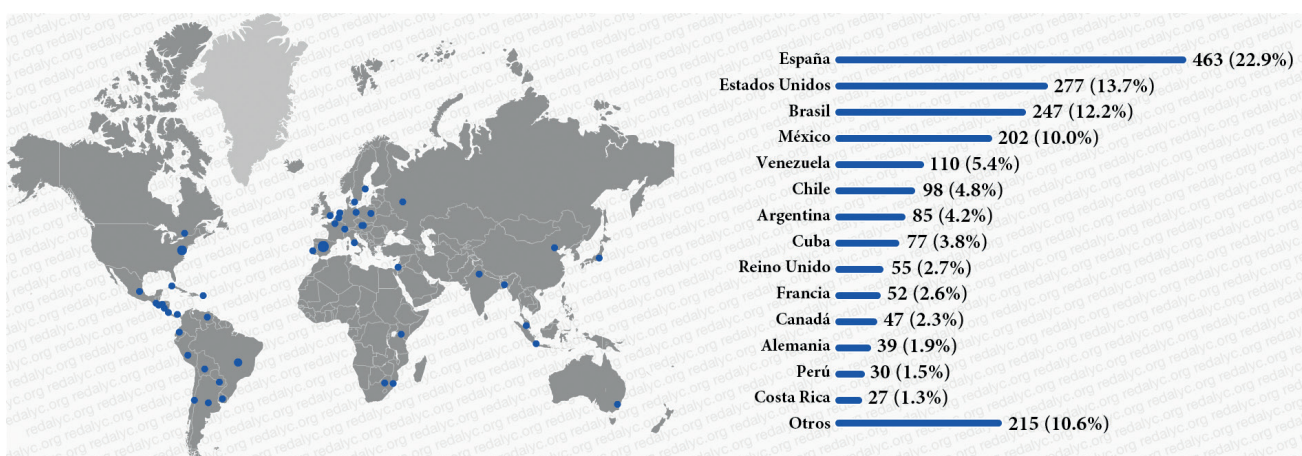 España 463 (22.9%)
Estados Unidos 277 (13.7%)
Brasil 247 (12.2%)
México 202 (10.0%)
Venezuela 110 (5.4%)
Chile 98 (4.8%)
Argentina 85 (4.2%)
Cuba 77 (3.8%)
Reino Unido 55 (2.7%)
Francia 52 (2.6%)
Canadá 47 (2.3%)
Alemania 39 (1.9%)
Perú 30 (1.5%)
Costa Rica 27 (1.3%)
Otros 215 (10.6%)
redalyc.org